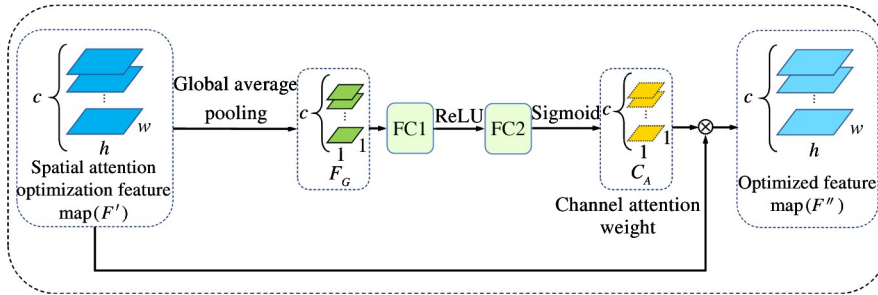 c
w
h
Spatial attention
optimization feature
map(F′)
Global average
pooling
c
1
1
F_G
FC1
ReLU
FC2
Sigmoid
c
1
1
C_A
Channel attention
weight
⊗
c
w
h
Optimized feature
map(F″)